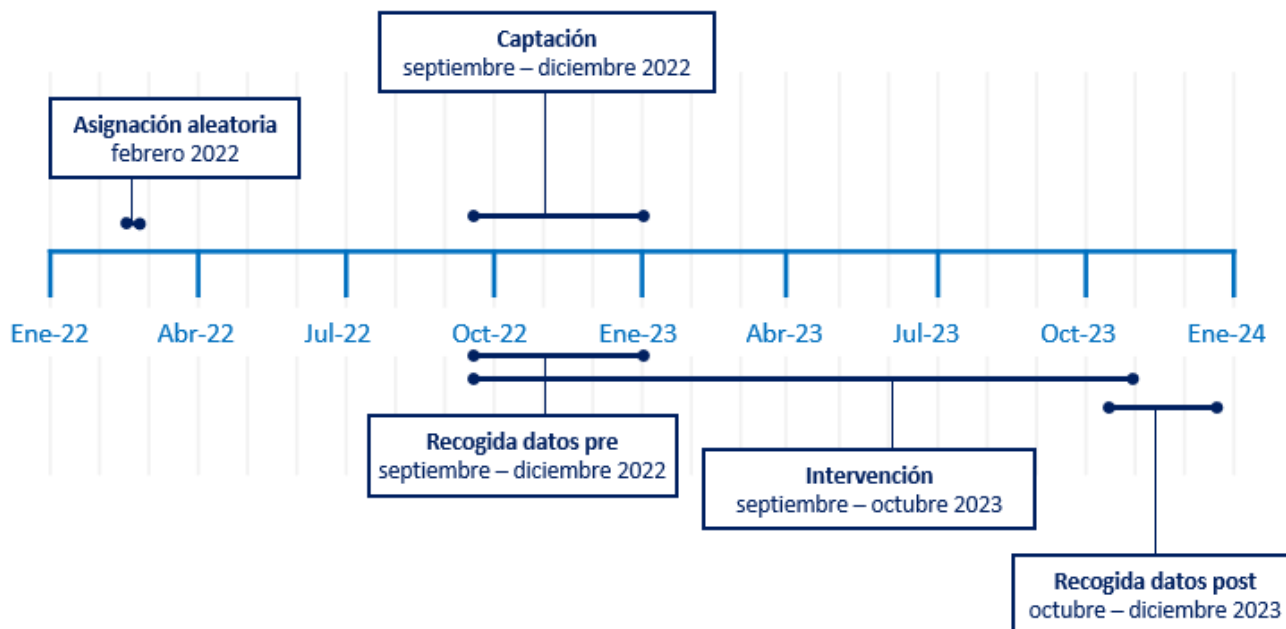 Captación
septiembre – diciembre 2022
Asignación aleatoria
febrero 2022
Ene-22
Abr-22
Jul-22
Oct-22
Ene-23
Abr-23
Jul-23
Oct-23
Ene-24
Recogida datos pre
septiembre – diciembre 2022
Intervención
septiembre – octubre 2023
Recogida datos post
octubre – diciembre 2023